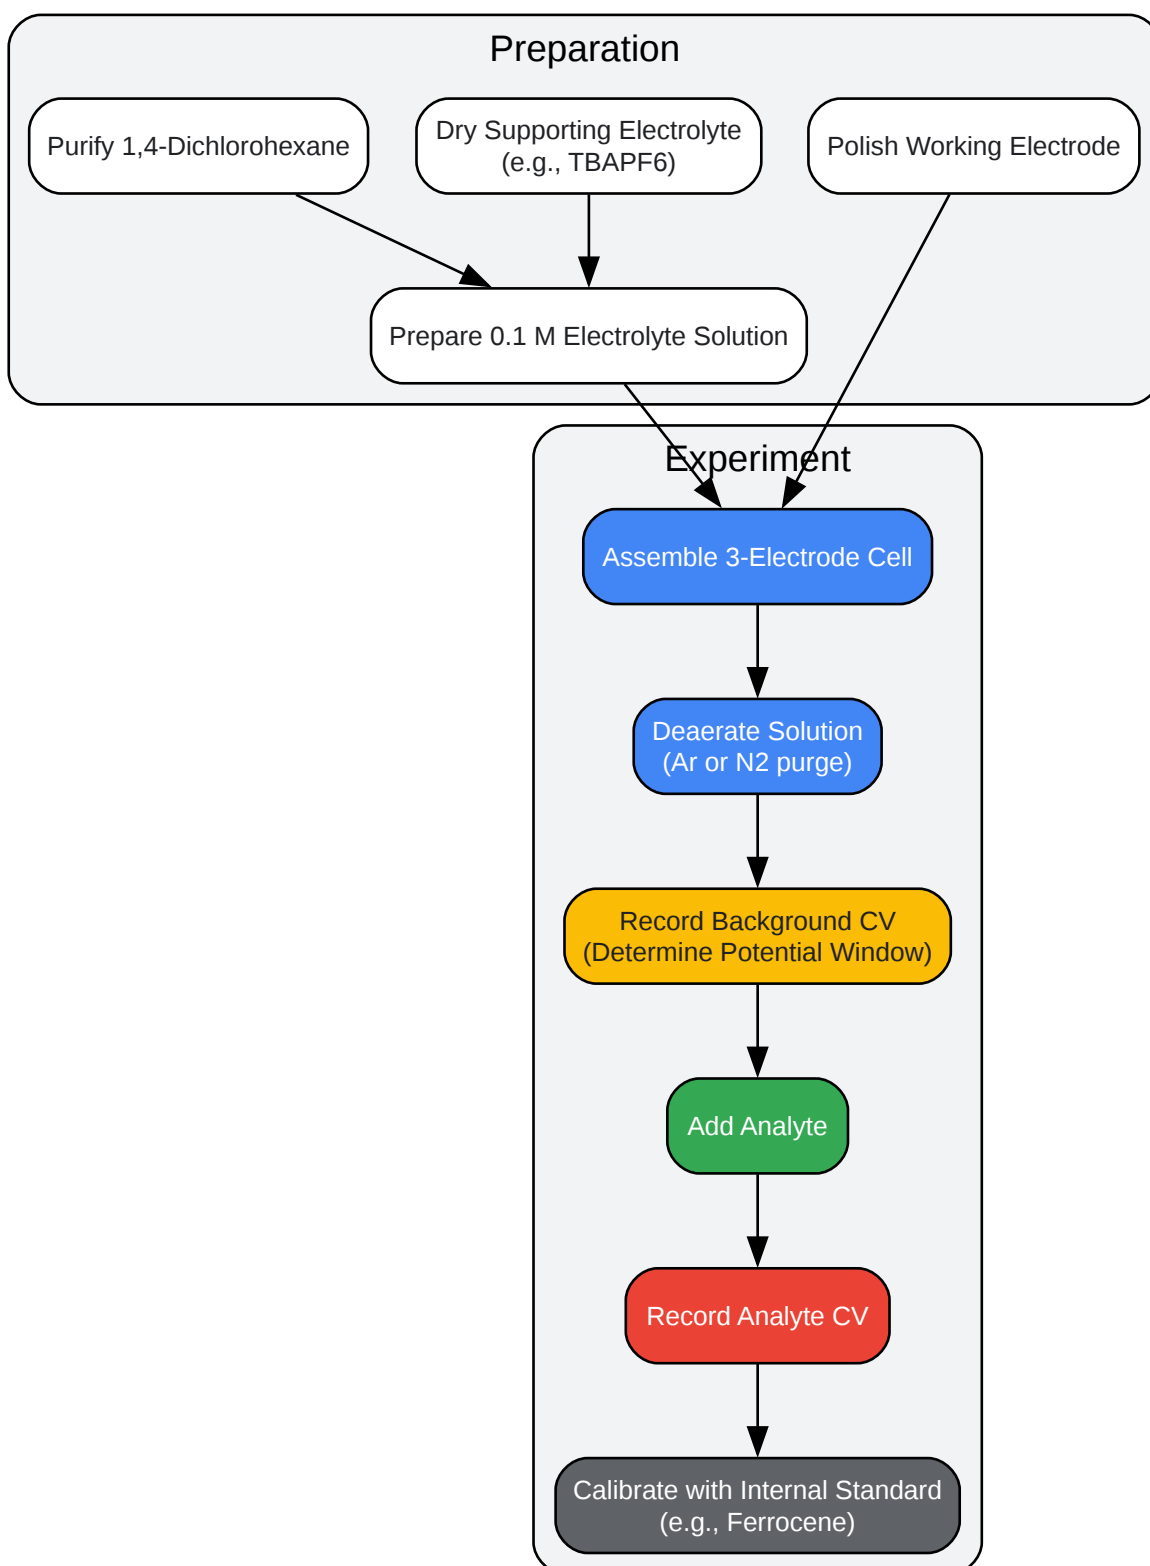 Preparation
Purify 1,4-Dichlorohexane
Dry Supporting Electrolyte
(e.g., TBAPF6)
Polish Working Electrode
Prepare 0.1 M Electrolyte Solution
Experiment
Assemble 3-Electrode Cell
Deaerate Solution
(Ar or N2 purge)
Record Background CV
(Determine Potential Window)
Add Analyte
Record Analyte CV
Calibrate with Internal Standard
(e.g., Ferrocene)